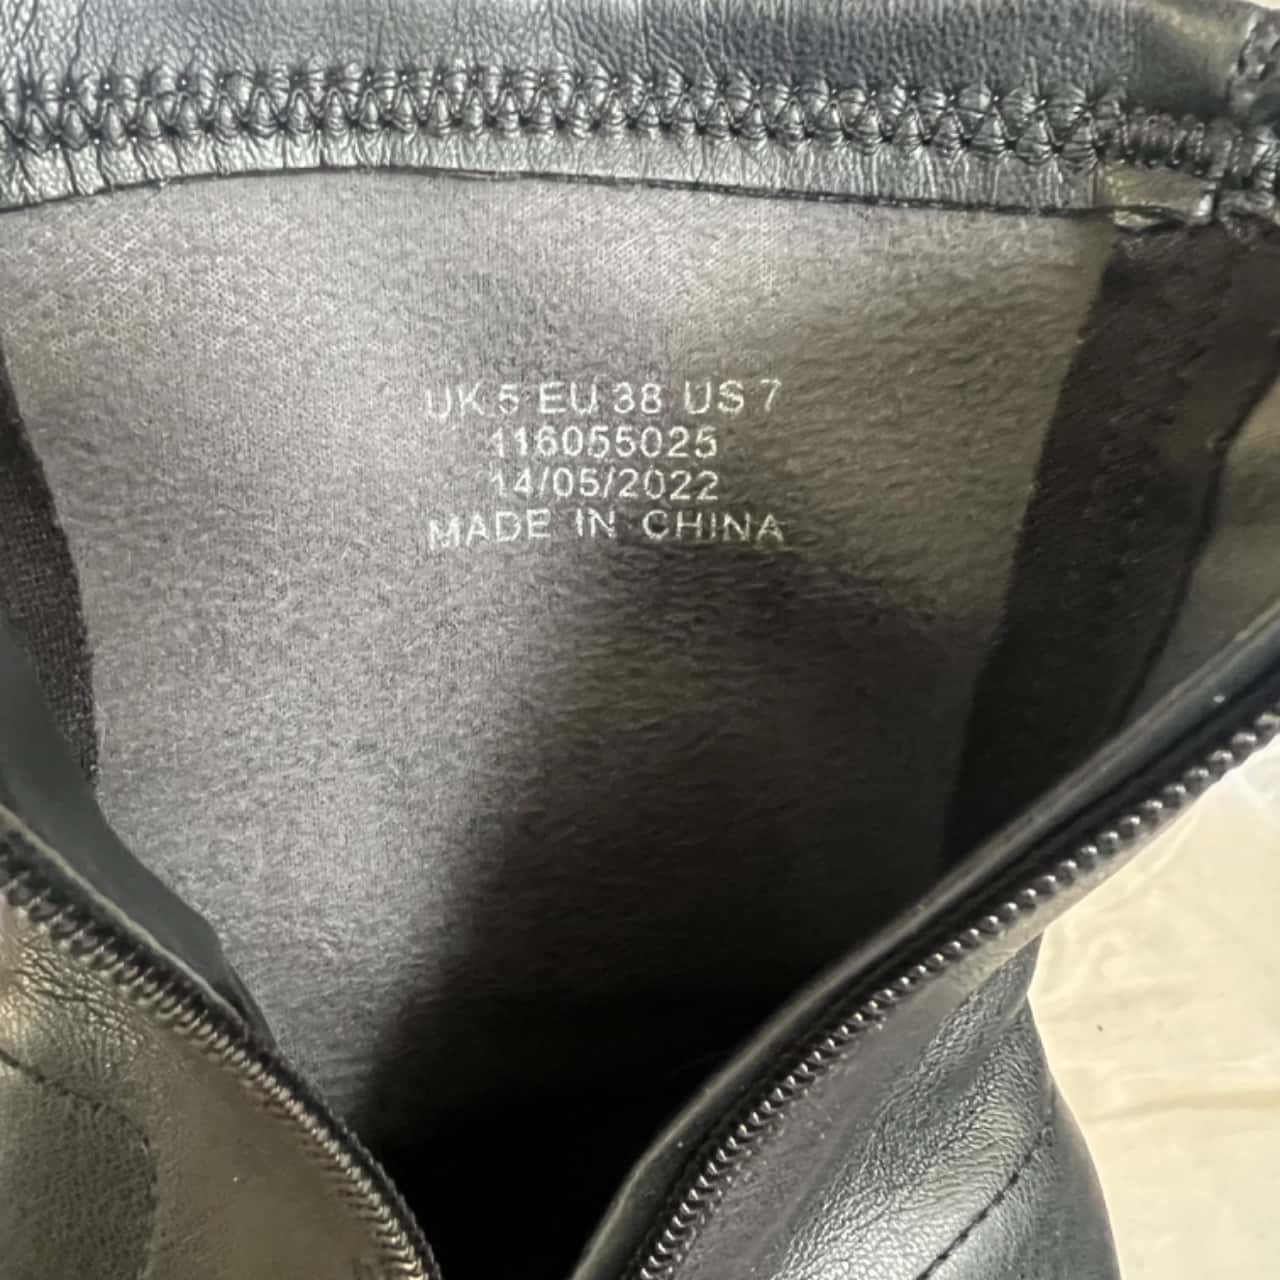 UK 5 EU 38 US 7
116055025
14/05/2022
MADE IN CHINA